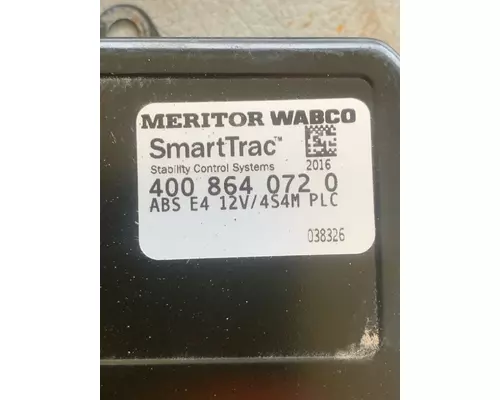 MERITOR WABCO
SmartTrac™
Stability Control Systems 2016
400 864 072 0
ABS E4 12V/4S4M PLC
038326